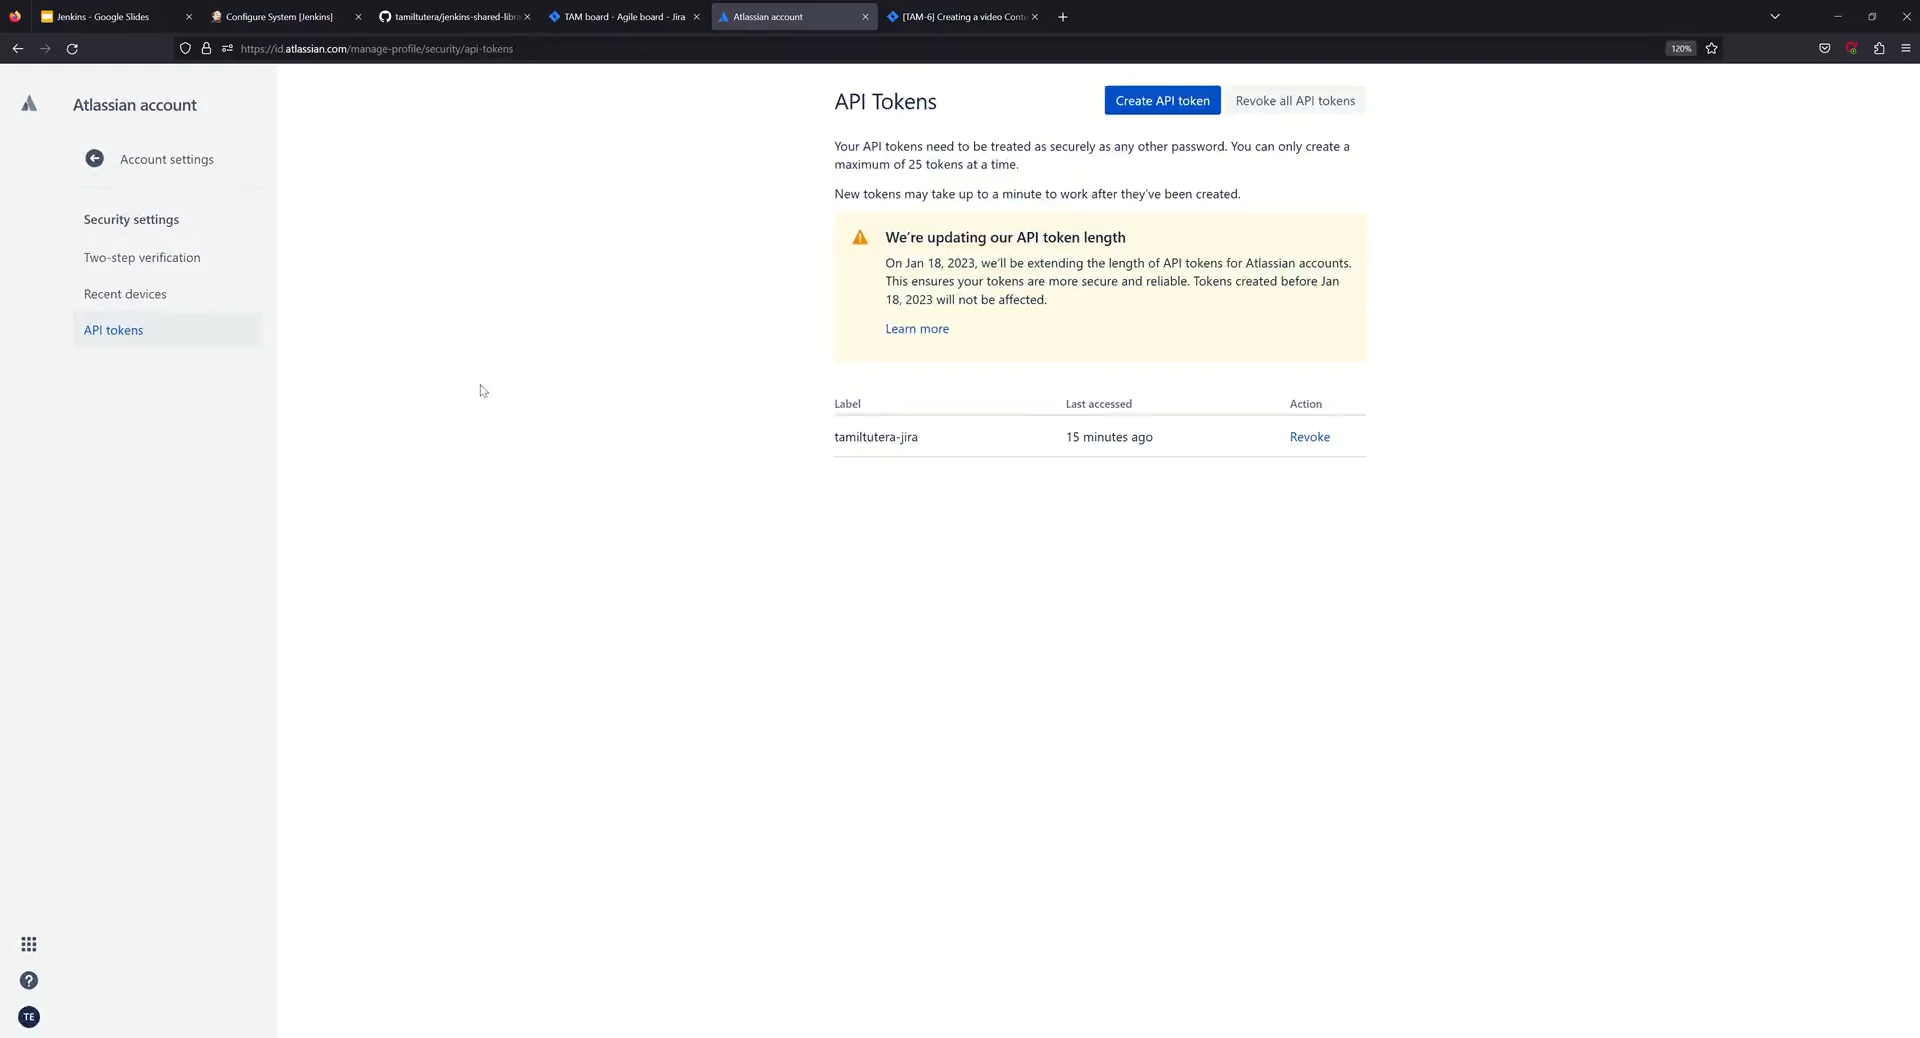 Jenkins - Google Slides
Configure System [Jenkins]
tamiltutera/jenkins-shared-libra
TAM board - Agile board - Jira
Atlassian account
[TAM-6] Creating a video Conte
https://id.atlassian.com/manage-profile/security/api-tokens
120%
Atlassian account
Account settings
Security settings
Two-step verification
Recent devices
API tokens
API Tokens
Create API token
Revoke all API tokens
Your API tokens need to be treated as securely as any other password. You can only create a
maximum of 25 tokens at a time.
New tokens may take up to a minute to work after they've been created.
We're updating our API token length
On Jan 18, 2023, we'll be extending the length of API tokens for Atlassian accounts.
This ensures your tokens are more secure and reliable. Tokens created before Jan
18, 2023 will not be affected.
Learn more
Label Last accessed Action
tamiltutera-jira 15 minutes ago Revoke
TE